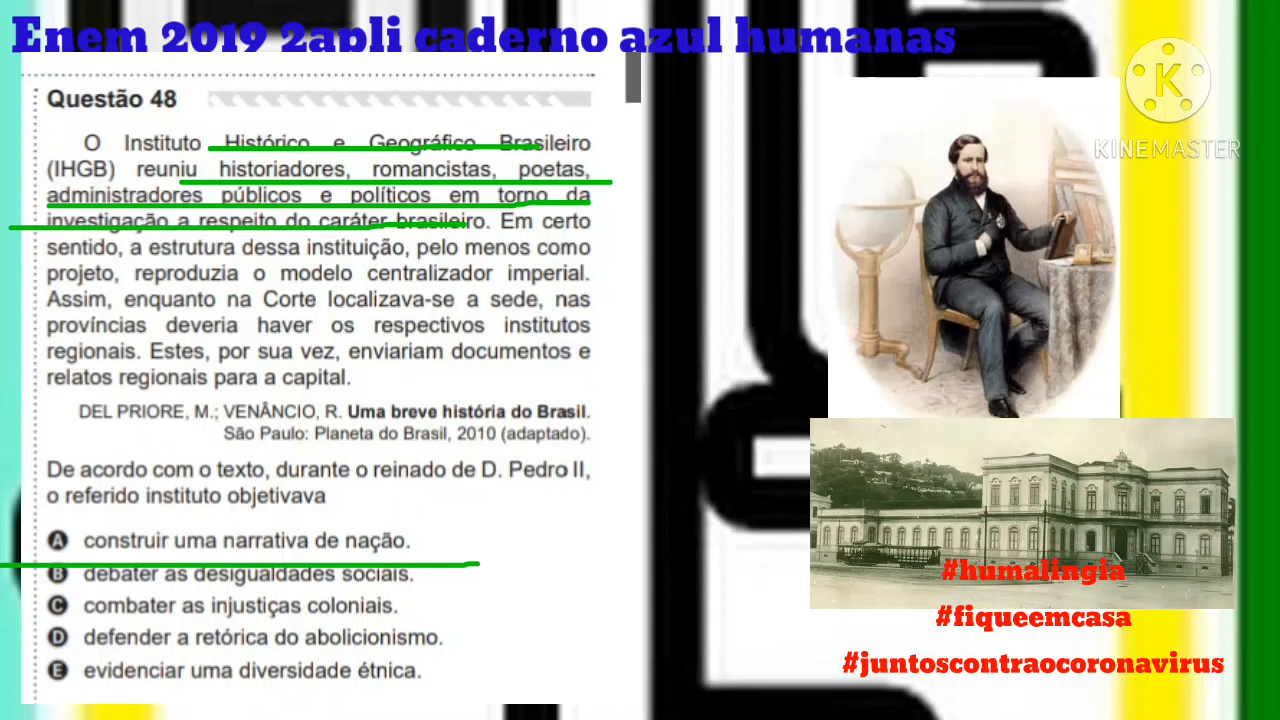 Enem 2019 2apli caderno azul humanas
Questão 48
O Instituto Histórico e Geográfico Brasileiro
(IHGB) reuniu historiadores, romancistas, poetas,
administradores públicos e políticos em torno da
investigação a respeito do caráter brasileiro. Em certo
sentido, a estrutura dessa instituição, pelo menos como
projeto, reproduzia o modelo centralizador imperial.
Assim, enquanto na Corte localizava-se a sede, nas
províncias deveria haver os respectivos institutos
regionais. Estes, por sua vez, enviariam documentos e
relatos regionais para a capital.
DEL PRIORE, M.; VENÂNCIO, R. Uma breve história do Brasil.
São Paulo: Planeta do Brasil, 2010 (adaptado).
De acordo com o texto, durante o reinado de D. Pedro II,
o referido instituto objetivava
A construir uma narrativa de nação.
B debater as desigualdades sociais.
C combater as injustiças coloniais.
D defender a retórica do abolicionismo.
E evidenciar uma diversidade étnica.
K
KINEMASTER
#humalingia
#fiqueemcasa
#juntoscontraocoronavirus